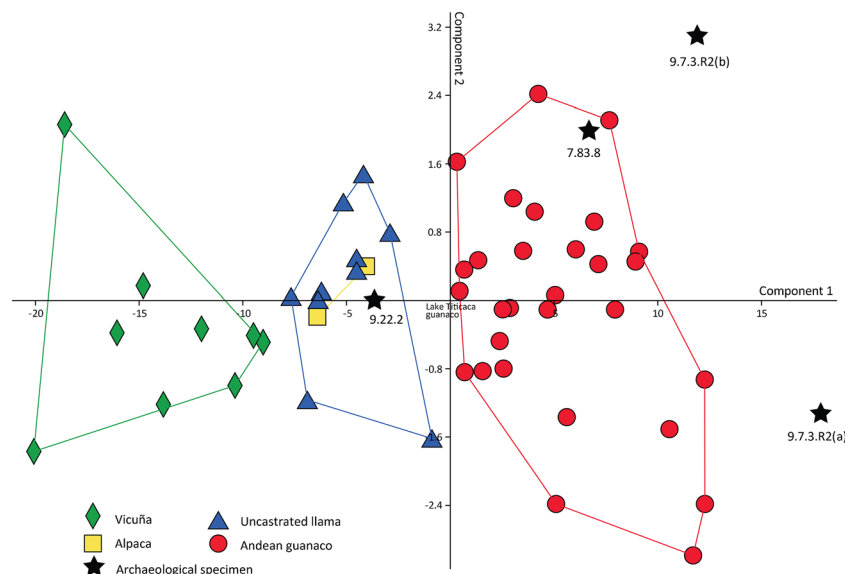 3.2
Component 2
9.7.3.R2(b)
2.4
7.83.8
1.6
0.8
Component 1
-20
-15
-10
-5
Lake Titicaca
guanaco
5
10
15
9.22.2
-0.8
9.7.3.R2(a)
-1.6
-2.4
Vicuña
Uncastrated llama
Alpaca
Andean guanaco
Archaeological specimen